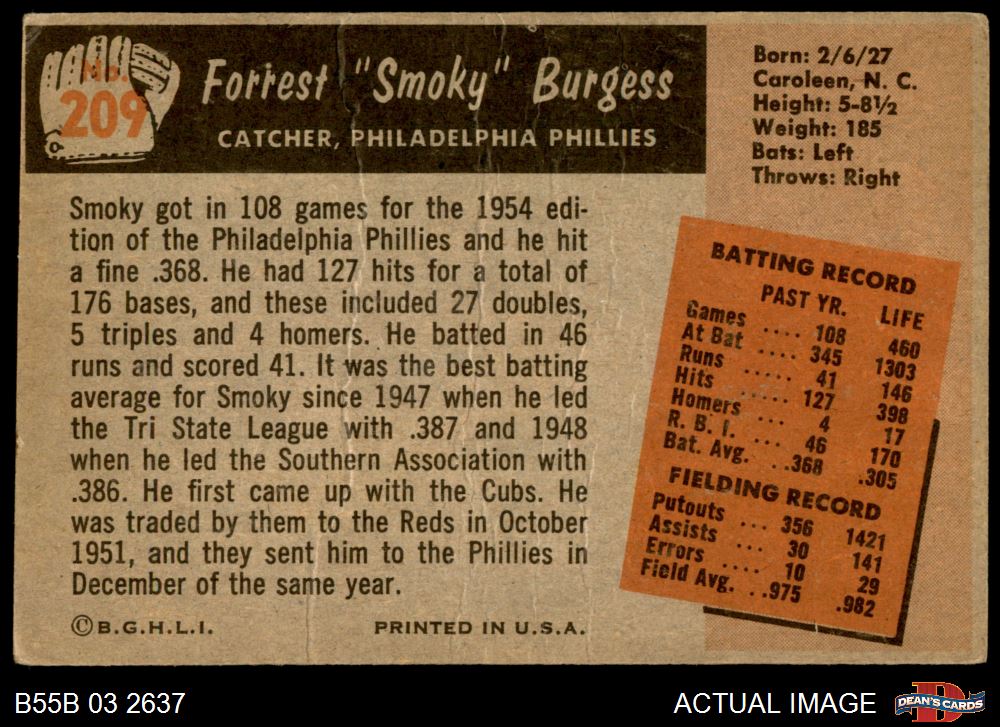 No.
209
Forrest "Smoky" Burgess
CATCHER, PHILADELPHIA PHILLIES
Born: 2/6/27
Caroleen, N. C.
Height: 5-8½
Weight: 185
Bats: Left
Throws: Right
Smoky got in 108 games for the 1954 edi-
tion of the Philadelphia Phillies and he hit
a fine .368. He had 127 hits for a total of
176 bases, and these included 27 doubles,
5 triples and 4 homers. He batted in 46
runs and scored 41. It was the best batting
average for Smoky since 1947 when he led
the Tri State League with .387 and 1948
when he led the Southern Association with
.386. He first came up with the Cubs. He
was traded by them to the Reds in October
1951, and they sent him to the Phillies in
December of the same year.
©B.G.H.L.I. PRINTED IN U.S.A.
BATTING RECORD
PAST YR. LIFE
Games .... 108 460
At Bat .... 345 1303
Runs ..... 41 146
Hits ..... 127 398
Homers ... 4 17
R. B. I. ... 46 170
Bat. Avg. ...368 .305
FIELDING RECORD
Putouts ... 356 1421
Assists ... 30 141
Errors .... 10 29
Field Avg. ...975 .982
B55B 03 2637 ACTUAL IMAGE
D
DEAN'S CARDS